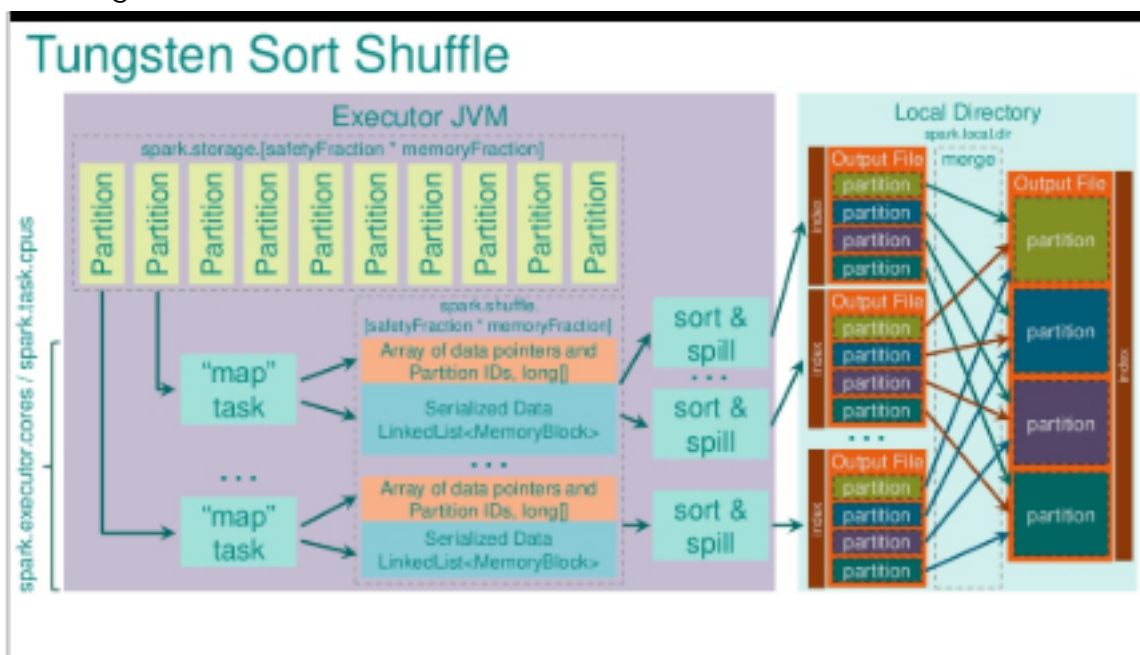 Tungsten Sort Shuffle
Executor JVM
spark.storage.[safetyFraction * memoryFraction]
Partition
Partition
Partition
Partition
Partition
Partition
Partition
Partition
Partition
Partition
spark.executor.cores / spark.task.cpus
spark.shuffle.
[safetyFraction * memoryFraction]
"map"
task
Array of data pointers and
Partition IDs, long[]
Serialized Data
LinkedList<MemoryBlock>
sort &
spill
...
sort &
spill
...
...
"map"
task
Array of data pointers and
Partition IDs, long[]
Serialized Data
LinkedList<MemoryBlock>
sort &
spill
Local Directory
spark.local.dir
index
Output File
partition
partition
partition
partition
index
Output File
partition
partition
partition
partition
...
index
Output File
partition
partition
partition
partition
merge
Output File
partition
partition
partition
partition
index